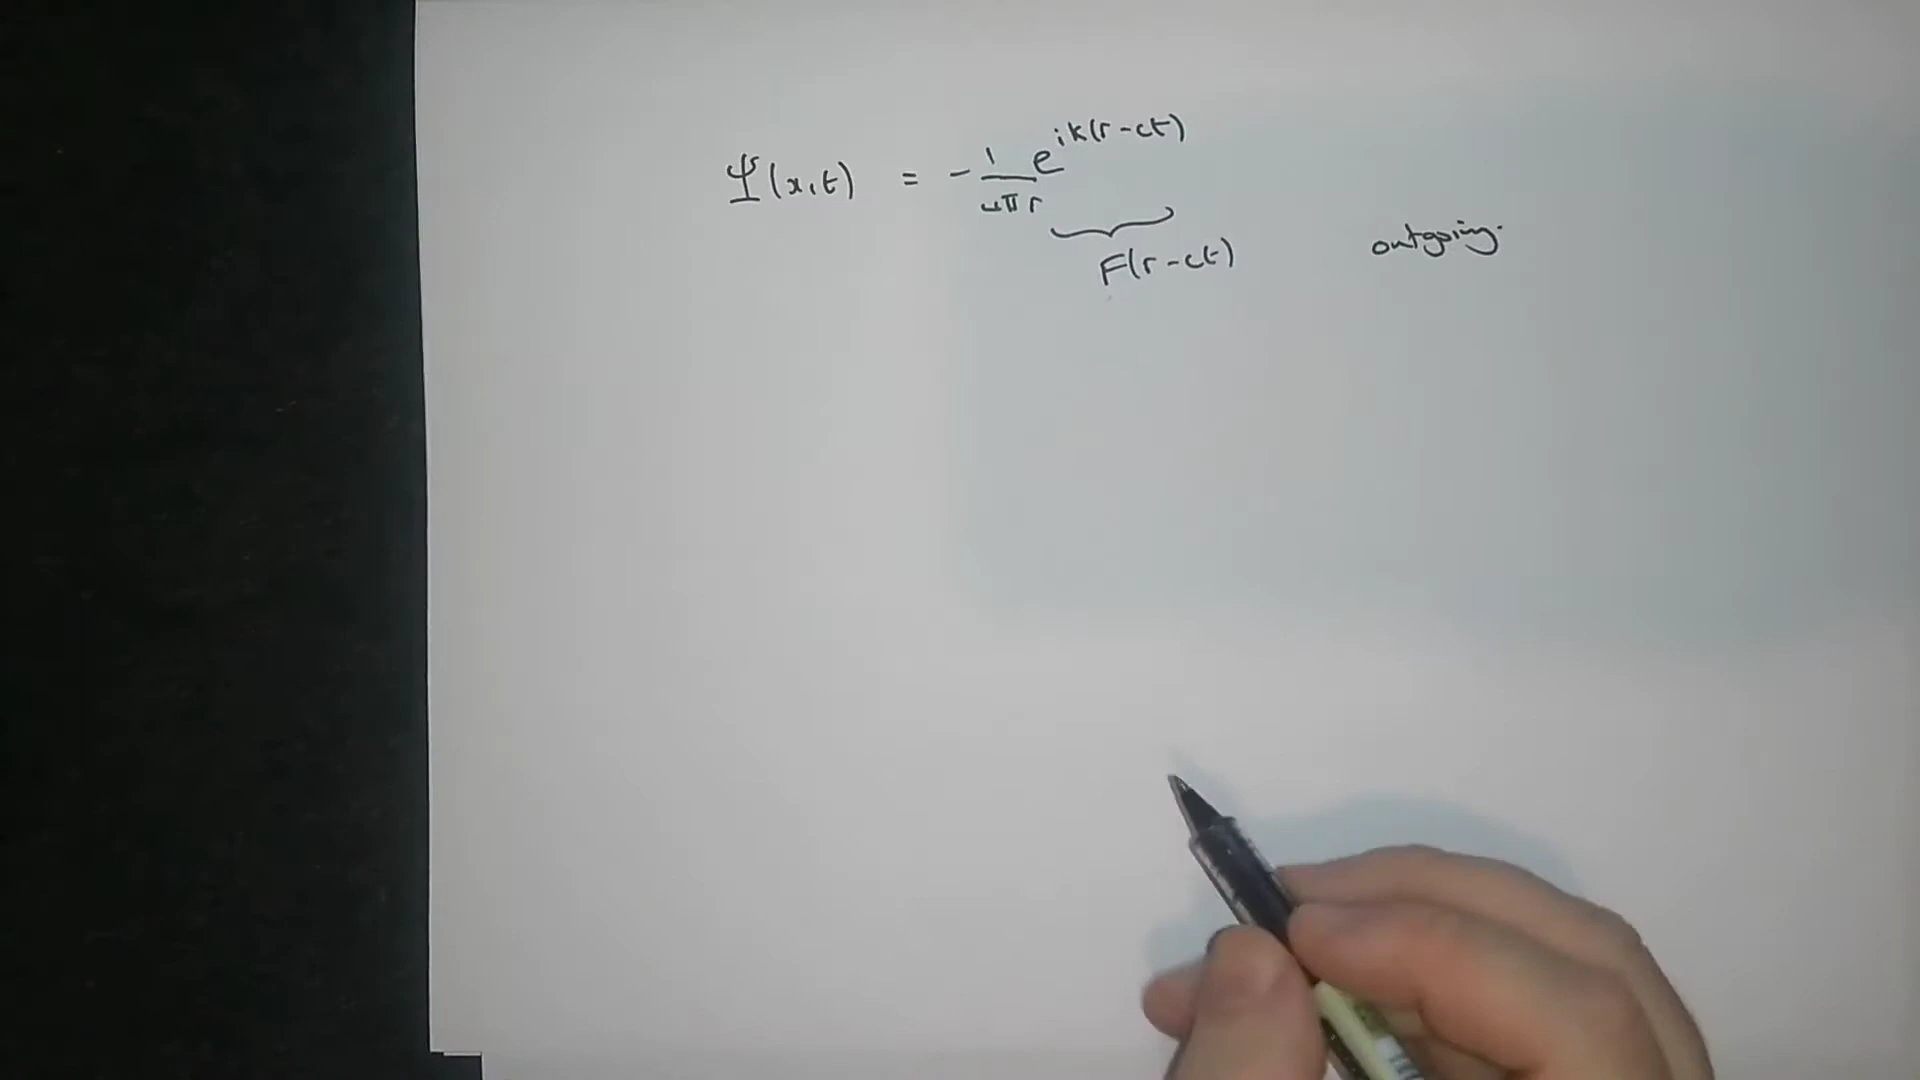 Ψ(x,t) = -1/4πr e^{ik(r-ct)}
F(r-ct) outgoing.